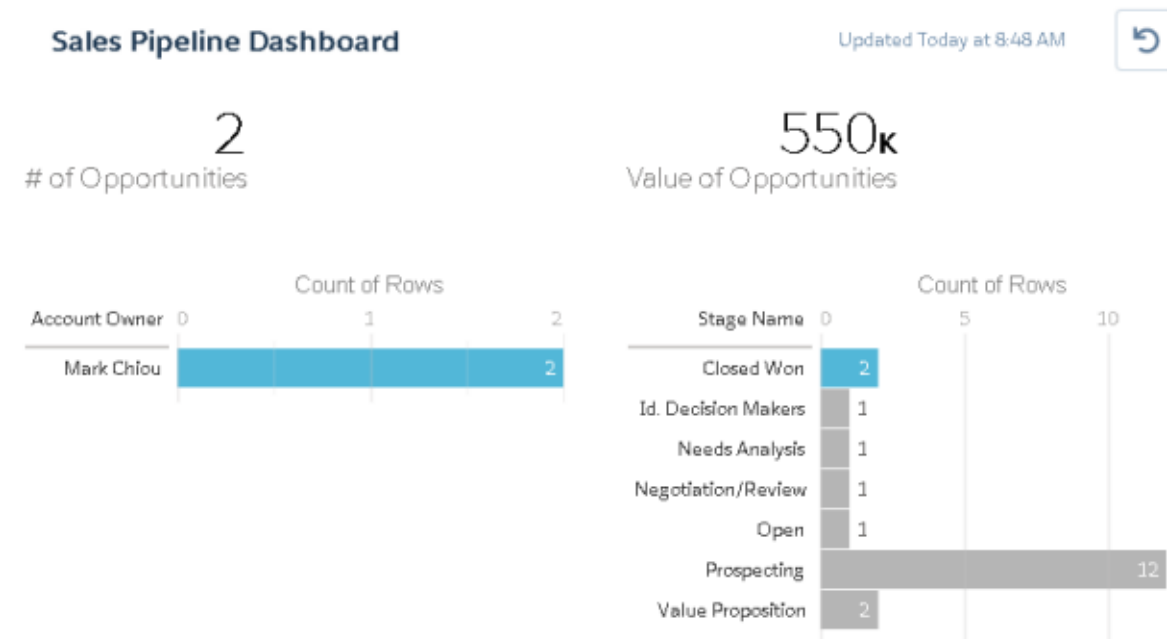 Sales Pipeline Dashboard
Updated Today at 8:48 AM
2
# of Opportunities
550K
Value of Opportunities
Count of Rows
Account Owner 0 1 2
Mark Chiou 2
Count of Rows
Stage Name 0 5 10
Closed Won 2
Id. Decision Makers 1
Needs Analysis 1
Negotiation/Review 1
Open 1
Prospecting 12
Value Proposition 2